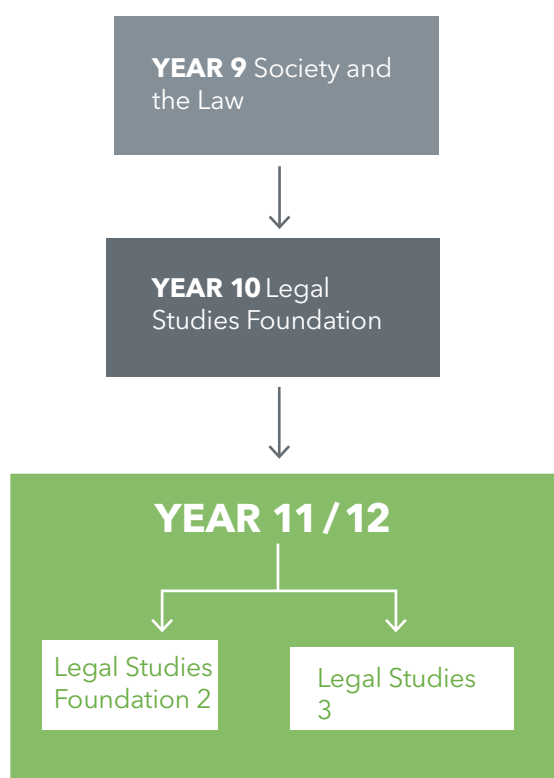 YEAR 9 Society and
the Law
YEAR 10 Legal
Studies Foundation
YEAR 11/12
Legal Studies
Foundation 2
Legal Studies
3